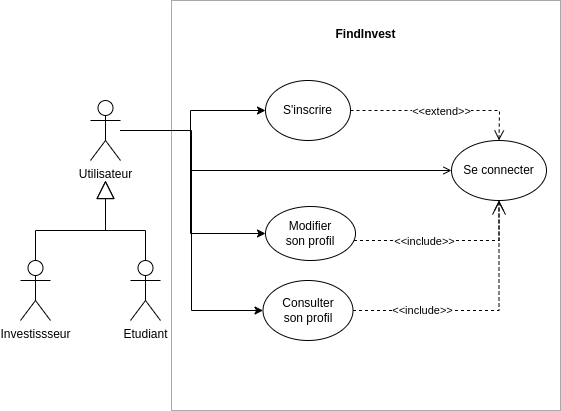 FindInvest
S'inscrire
<<extend>>
Utilisateur
Se connecter
Modifier
son profil
<<include>>
Consulter
son profil
<<include>>
Investissseur
Etudiant